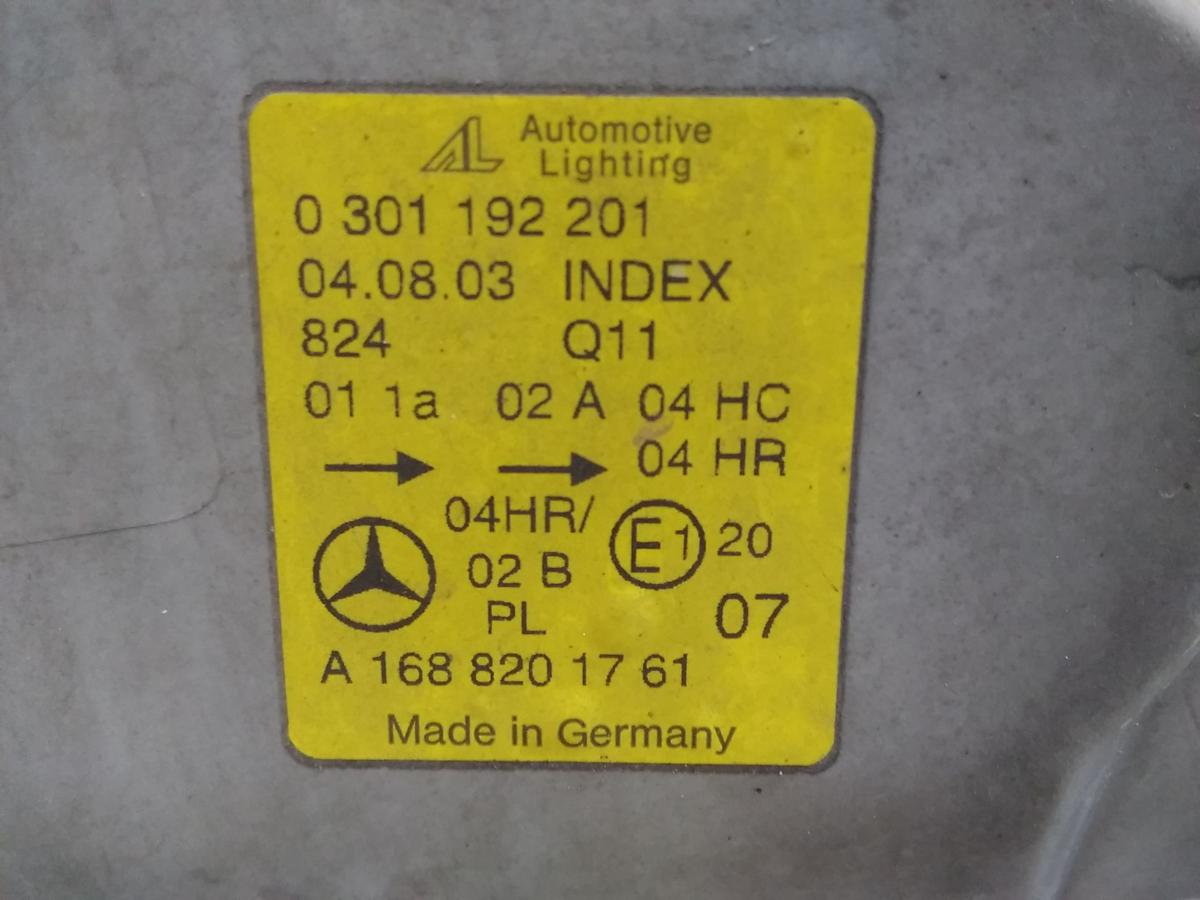 AL Automotive
Lighting
0 301 192 201
04.08.03 INDEX
824 Q11
01 1a 02 A 04 HC
04 HR
04HR/
02 B
PL
E1 20
07
A 168 820 17 61
Made in Germany